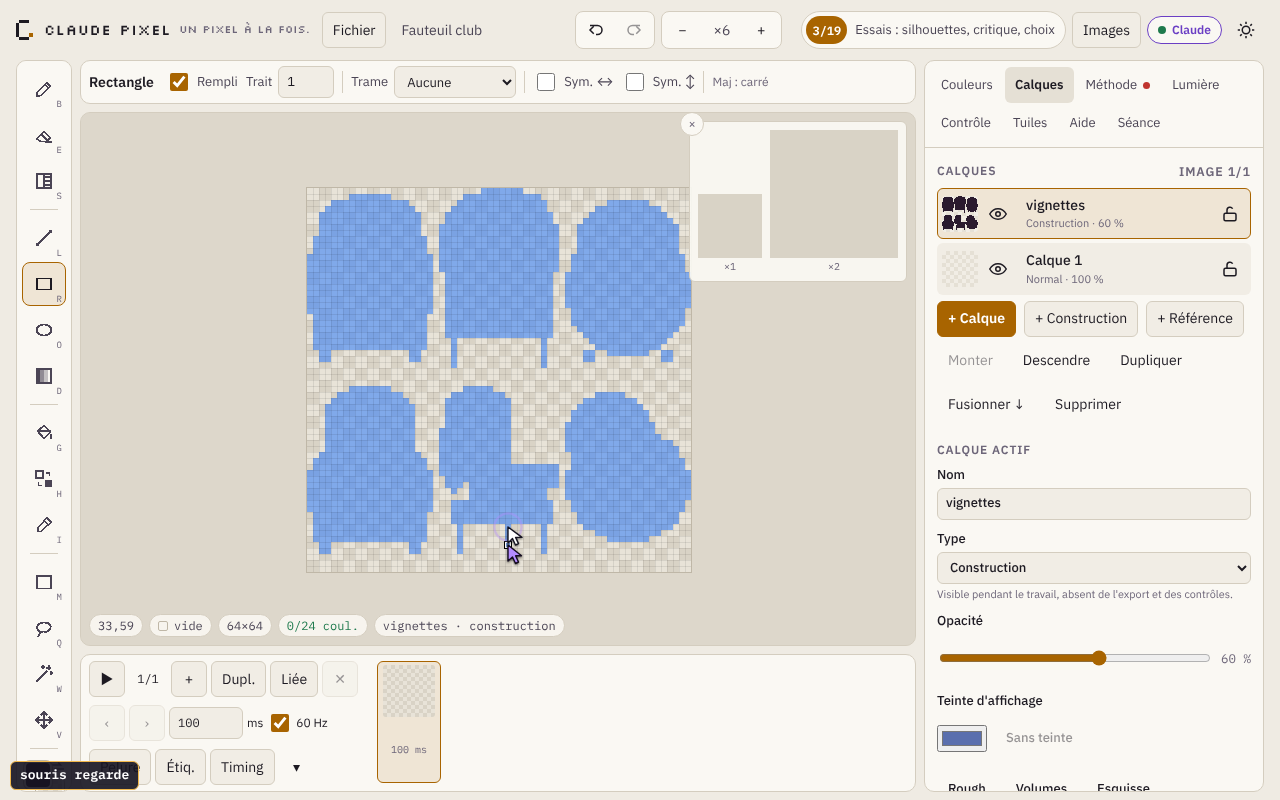 CLAUDE PIXEL
UN PIXEL À LA FOIS.
Fichier
Fauteuil club
− ×6 +
3/19
Essais : silhouettes, critique, choix
Images
Claude
Rectangle
Rempli
Trait
1
Trame
Aucune
Sym. ↔
Sym. ↕
Maj : carré
B
E
S
L
R
O
D
G
H
I
M
Q
W
V
×
×1
×2
33,59
vide
64×64
0/24 coul.
vignettes · construction
Couleurs
Calques
Méthode
Lumière
Contrôle
Tuiles
Aide
Séance
CALQUES
IMAGE 1/1
vignettes
Construction · 60 %
Calque 1
Normal · 100 %
+ Calque
+ Construction
+ Référence
Monter
Descendre
Dupliquer
Fusionner ↓
Supprimer
CALQUE ACTIF
Nom
vignettes
Type
Construction
Visible pendant le travail, absent de l'export et des contrôles.
Opacité
60 %
Teinte d'affichage
Sans teinte
Rough
Volumes
Esquisse
1/1
+
Dupl.
Liée
×
‹
›
100
ms
60 Hz
Étiq.
Timing
▼
100 ms
souris regarde